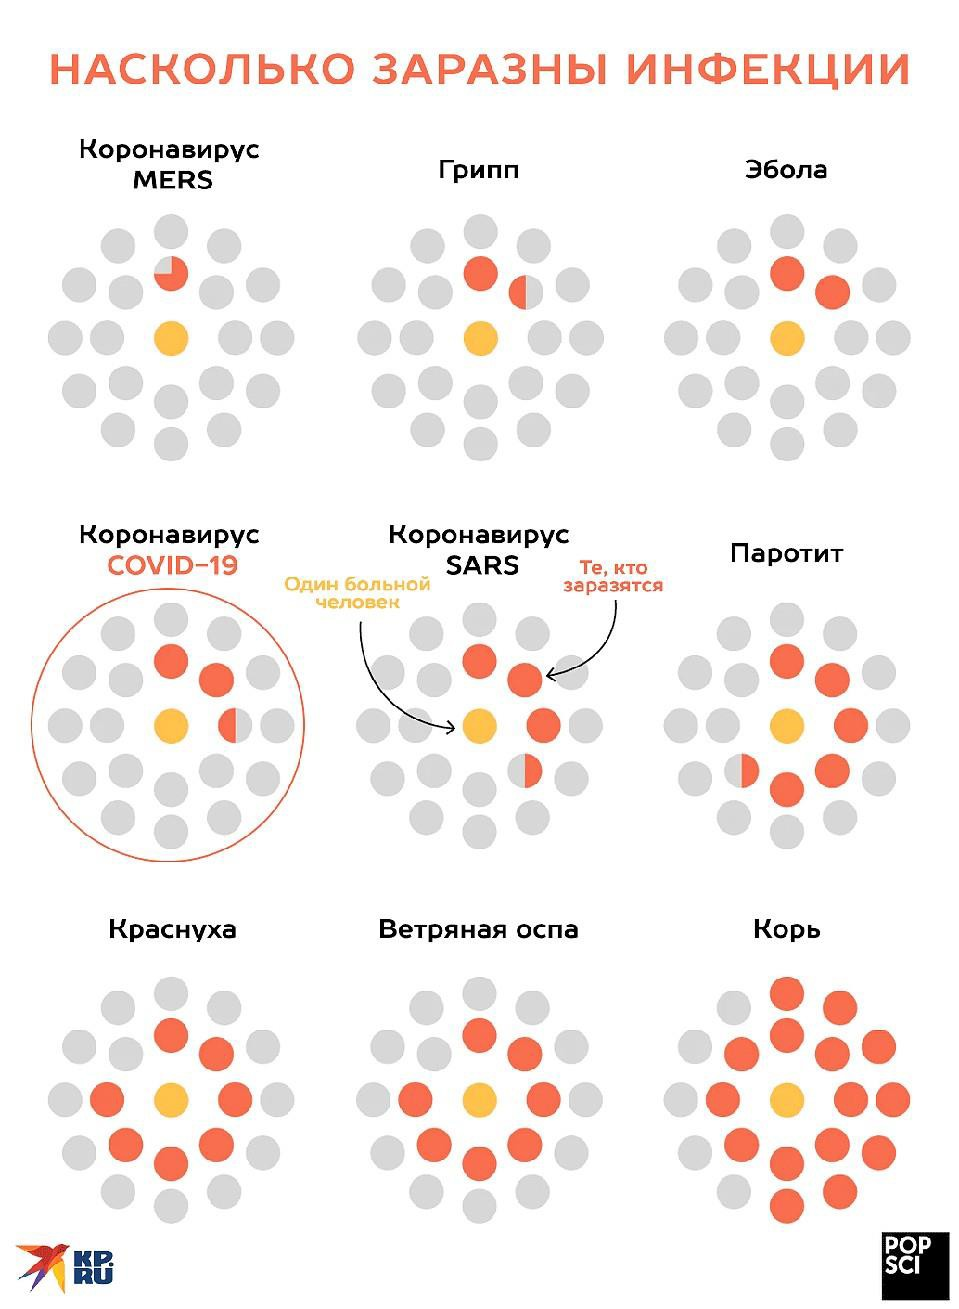 НАСКОЛЬКО ЗАРАЗНЫ ИНФЕКЦИИ
Коронавирус
MERS
Грипп
Эбола
Коронавирус
COVID–19
Коронавирус
SARS
Паротит
Один больной
человек
Те, кто
заразятся
Краснуха
Ветряная оспа
Корь
KP.
RU
POP
SCI